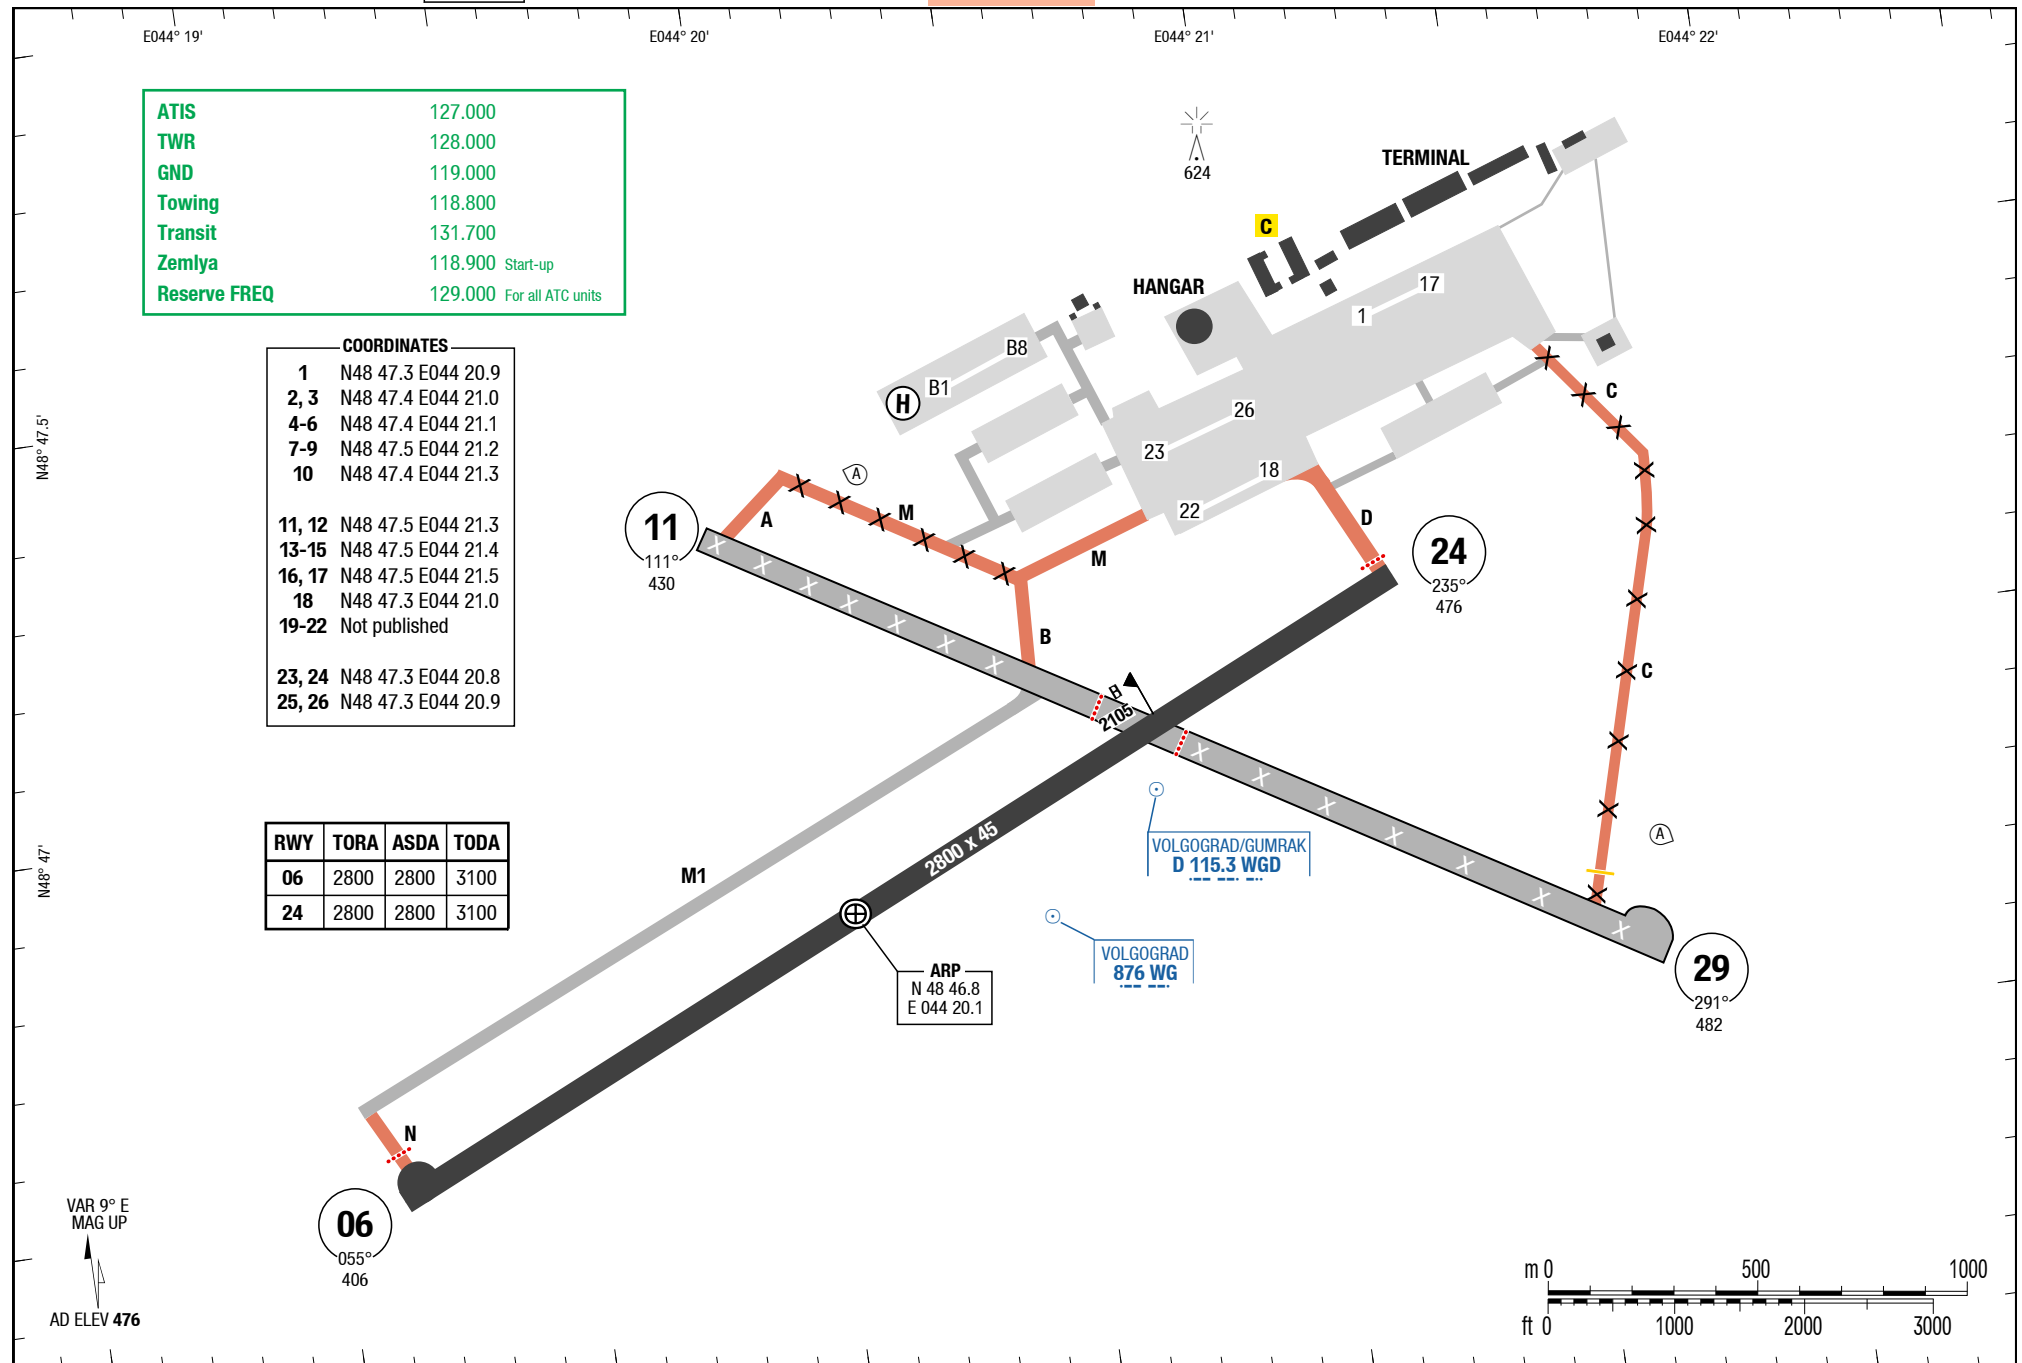 E044° 19'
E044° 20'
E044° 21'
E044° 22'
ATIS 127.000
TWR 128.000
GND 119.000
Towing 118.800
Transit 131.700
Zemlya 118.900 Start-up
Reserve FREQ 129.000 For all ATC units
COORDINATES
1 N48 47.3 E044 20.9
2, 3 N48 47.4 E044 21.0
4-6 N48 47.4 E044 21.1
7-9 N48 47.5 E044 21.2
10 N48 47.4 E044 21.3
11, 12 N48 47.5 E044 21.3
13-15 N48 47.5 E044 21.4
16, 17 N48 47.5 E044 21.5
18 N48 47.3 E044 21.0
19-22 Not published
23, 24 N48 47.3 E044 20.8
25, 26 N48 47.3 E044 20.9
RWY TORA ASDA TODA
06 2800 2800 3100
24 2800 2800 3100
N48° 47.5'
N48° 47'
624
TERMINAL
C
HANGAR
17
1
B8
B1
H
26
23
18
22
C
A
M
A
11
111°
430
M
D
24
235°
476
B
C
2105
2800 x 45
A
VOLGOGRAD/GUMRAK
D 115.3 WGD
M1
VOLGOGRAD
876 WG
ARP
N 48 46.8
E 044 20.1
29
291°
482
N
06
055°
406
VAR 9° E
MAG UP
AD ELEV 476
m 0 500 1000
ft 0 1000 2000 3000